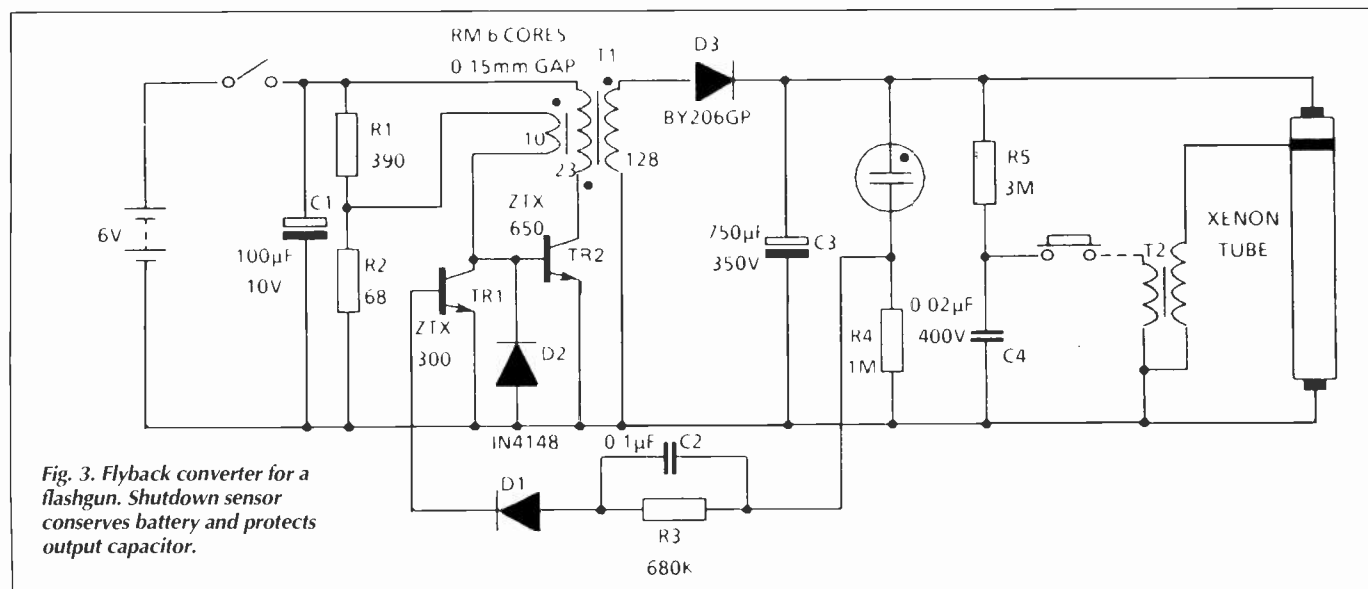 RM 6 CORES
0 15mm GAP
T1
D3
BY206GP
R1
390
10
23
128
R5
3M
C1
ZTX
650
6V
100µF
10V
R2
68
TR1
TR2
ZTX
300
D2
IN4148
750µF
350V
C3
0 02µF
400V
C4
R4
1M
T2
XENON
TUBE
0 1µF
C2
D1
R3
680K
Fig. 3. Flyback converter for a
flashgun. Shutdown sensor
conserves battery and protects
output capacitor.